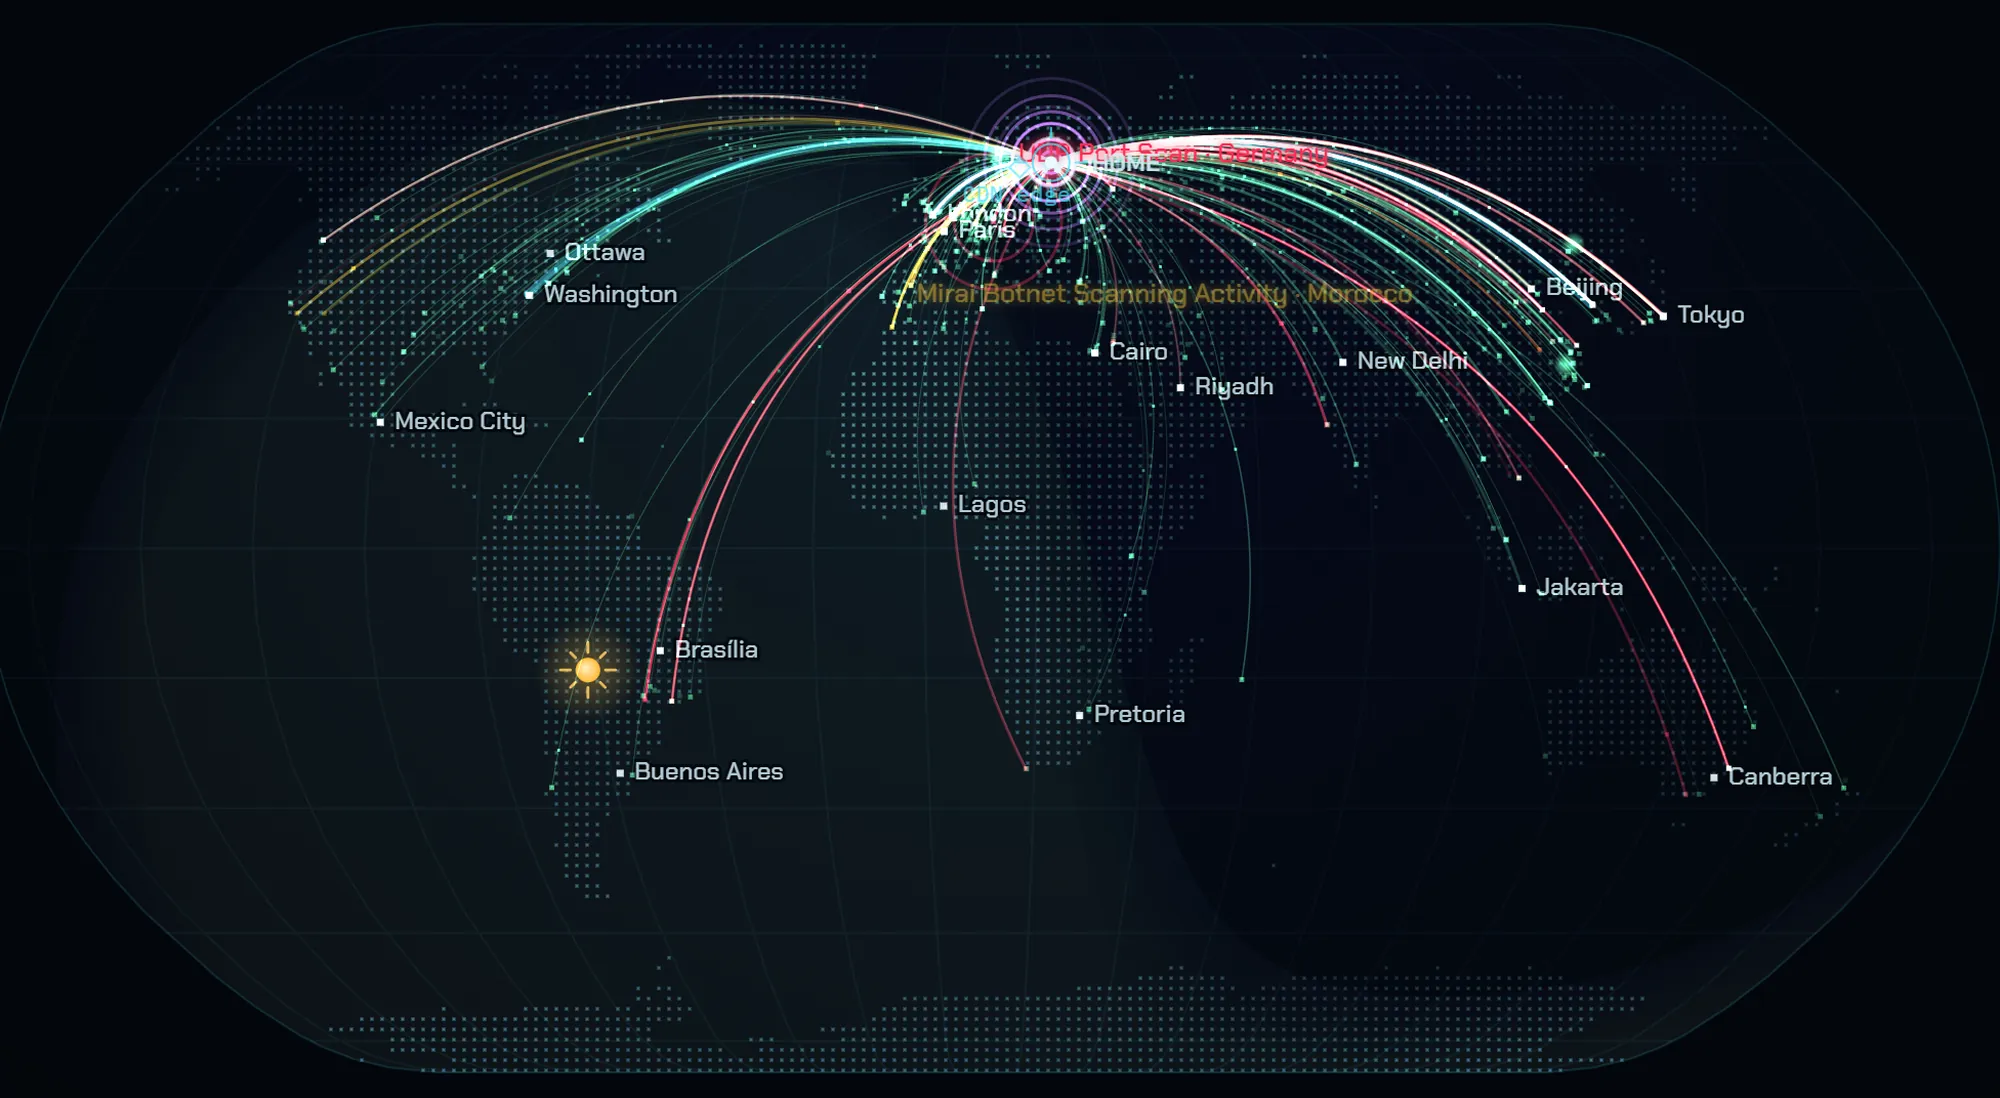 Port Scan · Germany
HOME
edge
London
Paris
Ottawa
Washington
Mirai Botnet Scanning Activity · Morocco
Beijing
Tokyo
Cairo
New Delhi
Riyadh
Mexico City
Lagos
Jakarta
Brasília
Pretoria
Buenos Aires
Canberra